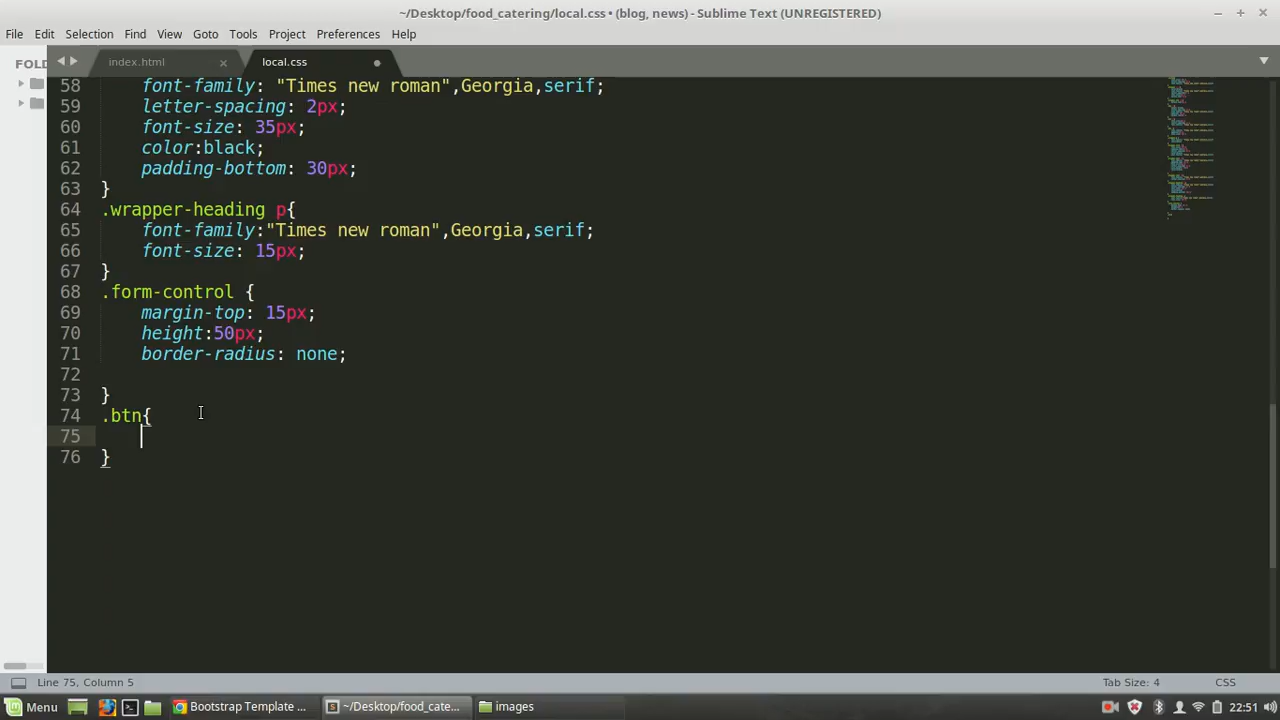 ~/Desktop/food_catering/local.css • (blog, news) - Sublime Text (UNREGISTERED)
File Edit Selection Find View Goto Tools Project Preferences Help
FOLD
index.html × local.css
58 font-family: "Times new roman",Georgia,serif;
59 letter-spacing: 2px;
60 font-size: 35px;
61 color:black;
62 padding-bottom: 30px;
63 }
64 .wrapper-heading p{
65 font-family:"Times new roman",Georgia,serif;
66 font-size: 15px;
67 }
68 .form-control {
69 margin-top: 15px;
70 height:50px;
71 border-radius: none;
72
73 }
74 .btn{
75
76 }
Line 75, Column 5 Tab Size: 4 CSS
Menu Bootstrap Template ... ~/Desktop/food_cate... images 22:51